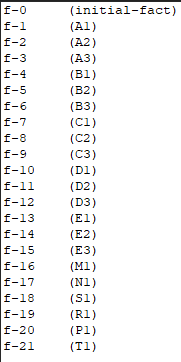 f-0 (initial-fact)
f-1 (A1)
f-2 (A2)
f-3 (A3)
f-4 (B1)
f-5 (B2)
f-6 (B3)
f-7 (C1)
f-8 (C2)
f-9 (C3)
f-10 (D1)
f-11 (D2)
f-12 (D3)
f-13 (E1)
f-14 (E2)
f-15 (E3)
f-16 (M1)
f-17 (N1)
f-18 (S1)
f-19 (R1)
f-20 (P1)
f-21 (T1)